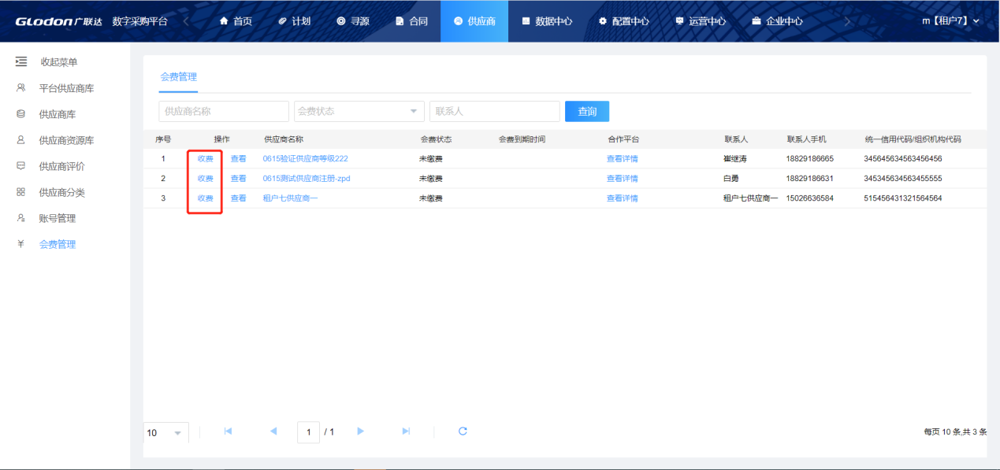 GLodon广联达 数字采购平台 首页 计划 寻源 合同 供应商 数据中心 配置中心 运营中心 企业中心 m【租户7】
收起菜单
平台供应商库
供应商库
供应商资源库
供应商评价
供应商分类
账号管理
¥ 会费管理
会费管理
供应商名称 会费状态 联系人 查询
序号 操作 供应商名称 会费状态 会费到期时间 合作平台 联系人 联系人手机 统一信用代码/组织机构代码
1 收费 查看 0615验证供应商等级222 未缴费 查看详情 崔继涛 18829186665 345645634563456456
2 收费 查看 0615测试供应商注册-zpd 未缴费 查看详情 白勇 18829186631 345345634563455555
3 收费 查看 租户七供应商一 未缴费 查看详情 租户七供应商一 15026636584 515456431321564564
10 1 / 1 每页 10 条,共 3 条